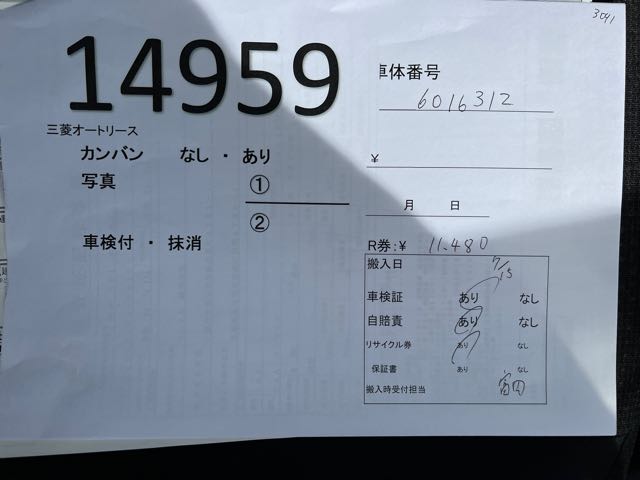 3041
14959
車体番号
6016312
三菱オートリース
カンバン なし ・ あり
¥
写真 ①
②
月 日
車検付 ・ 抹消
R券:¥ 11.480
搬入日 7/15
車検証 あり なし
自賠責 あり なし
リサイクル券 あり なし
保証書 あり なし
搬入時受付担当 富田